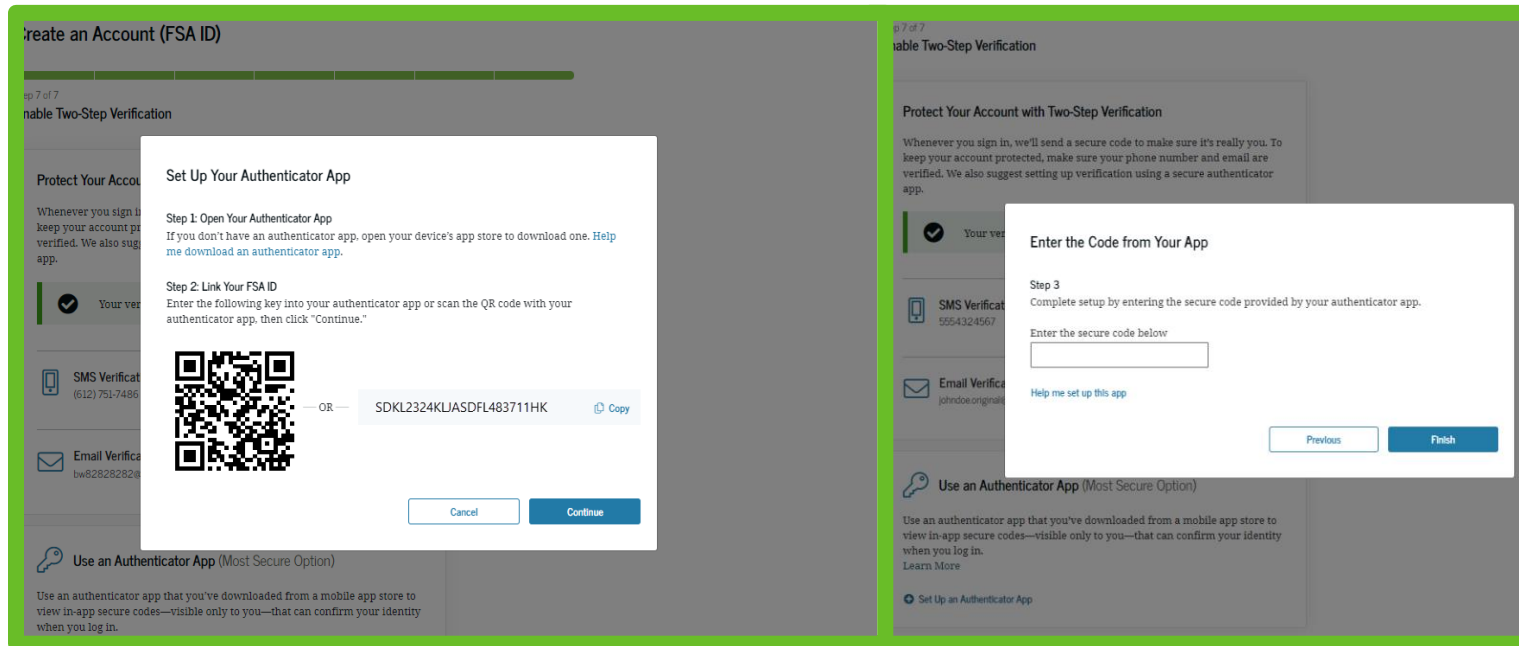 Create an Account (FSA ID)
ep 7 of 7
nable Two-Step Verification
Protect Your Accou
Whenever you sign i
keep your account pr
verified. We also sug
app.
Your ver
SMS Verificat
(612) 751-7486
Email Verifica
bw82828282@
Use an Authenticator App (Most Secure Option)
Use an authenticator app that you've downloaded from a mobile app store to
view in-app secure codes—visible only to you—that can confirm your identity
when you log in.
Set Up Your Authenticator App
Step 1: Open Your Authenticator App
If you don't have an authenticator app, open your device's app store to download one. Help
me download an authenticator app.
Step 2: Link Your FSA ID
Enter the following key into your authenticator app or scan the QR code with your
authenticator app, then click "Continue."
OR
SDKL2324KLJASDFL483711HK
Copy
Cancel
Continue
ep 7 of 7
nable Two-Step Verification
Protect Your Account with Two-Step Verification
Whenever you sign in, we'll send a secure code to make sure it's really you. To
keep your account protected, make sure your phone number and email are
verified. We also suggest setting up verification using a secure authenticator
app.
Your ver
SMS Verificat
5554324567
Email Verifica
johndoe.original@
Use an Authenticator App (Most Secure Option)
Use an authenticator app that you've downloaded from a mobile app store to
view in-app secure codes—visible only to you—that can confirm your identity
when you log in.
Learn More
Set Up an Authenticator App
Enter the Code from Your App
Step 3
Complete setup by entering the secure code provided by your authenticator app.
Enter the secure code below
Help me set up this app
Previous
Finish